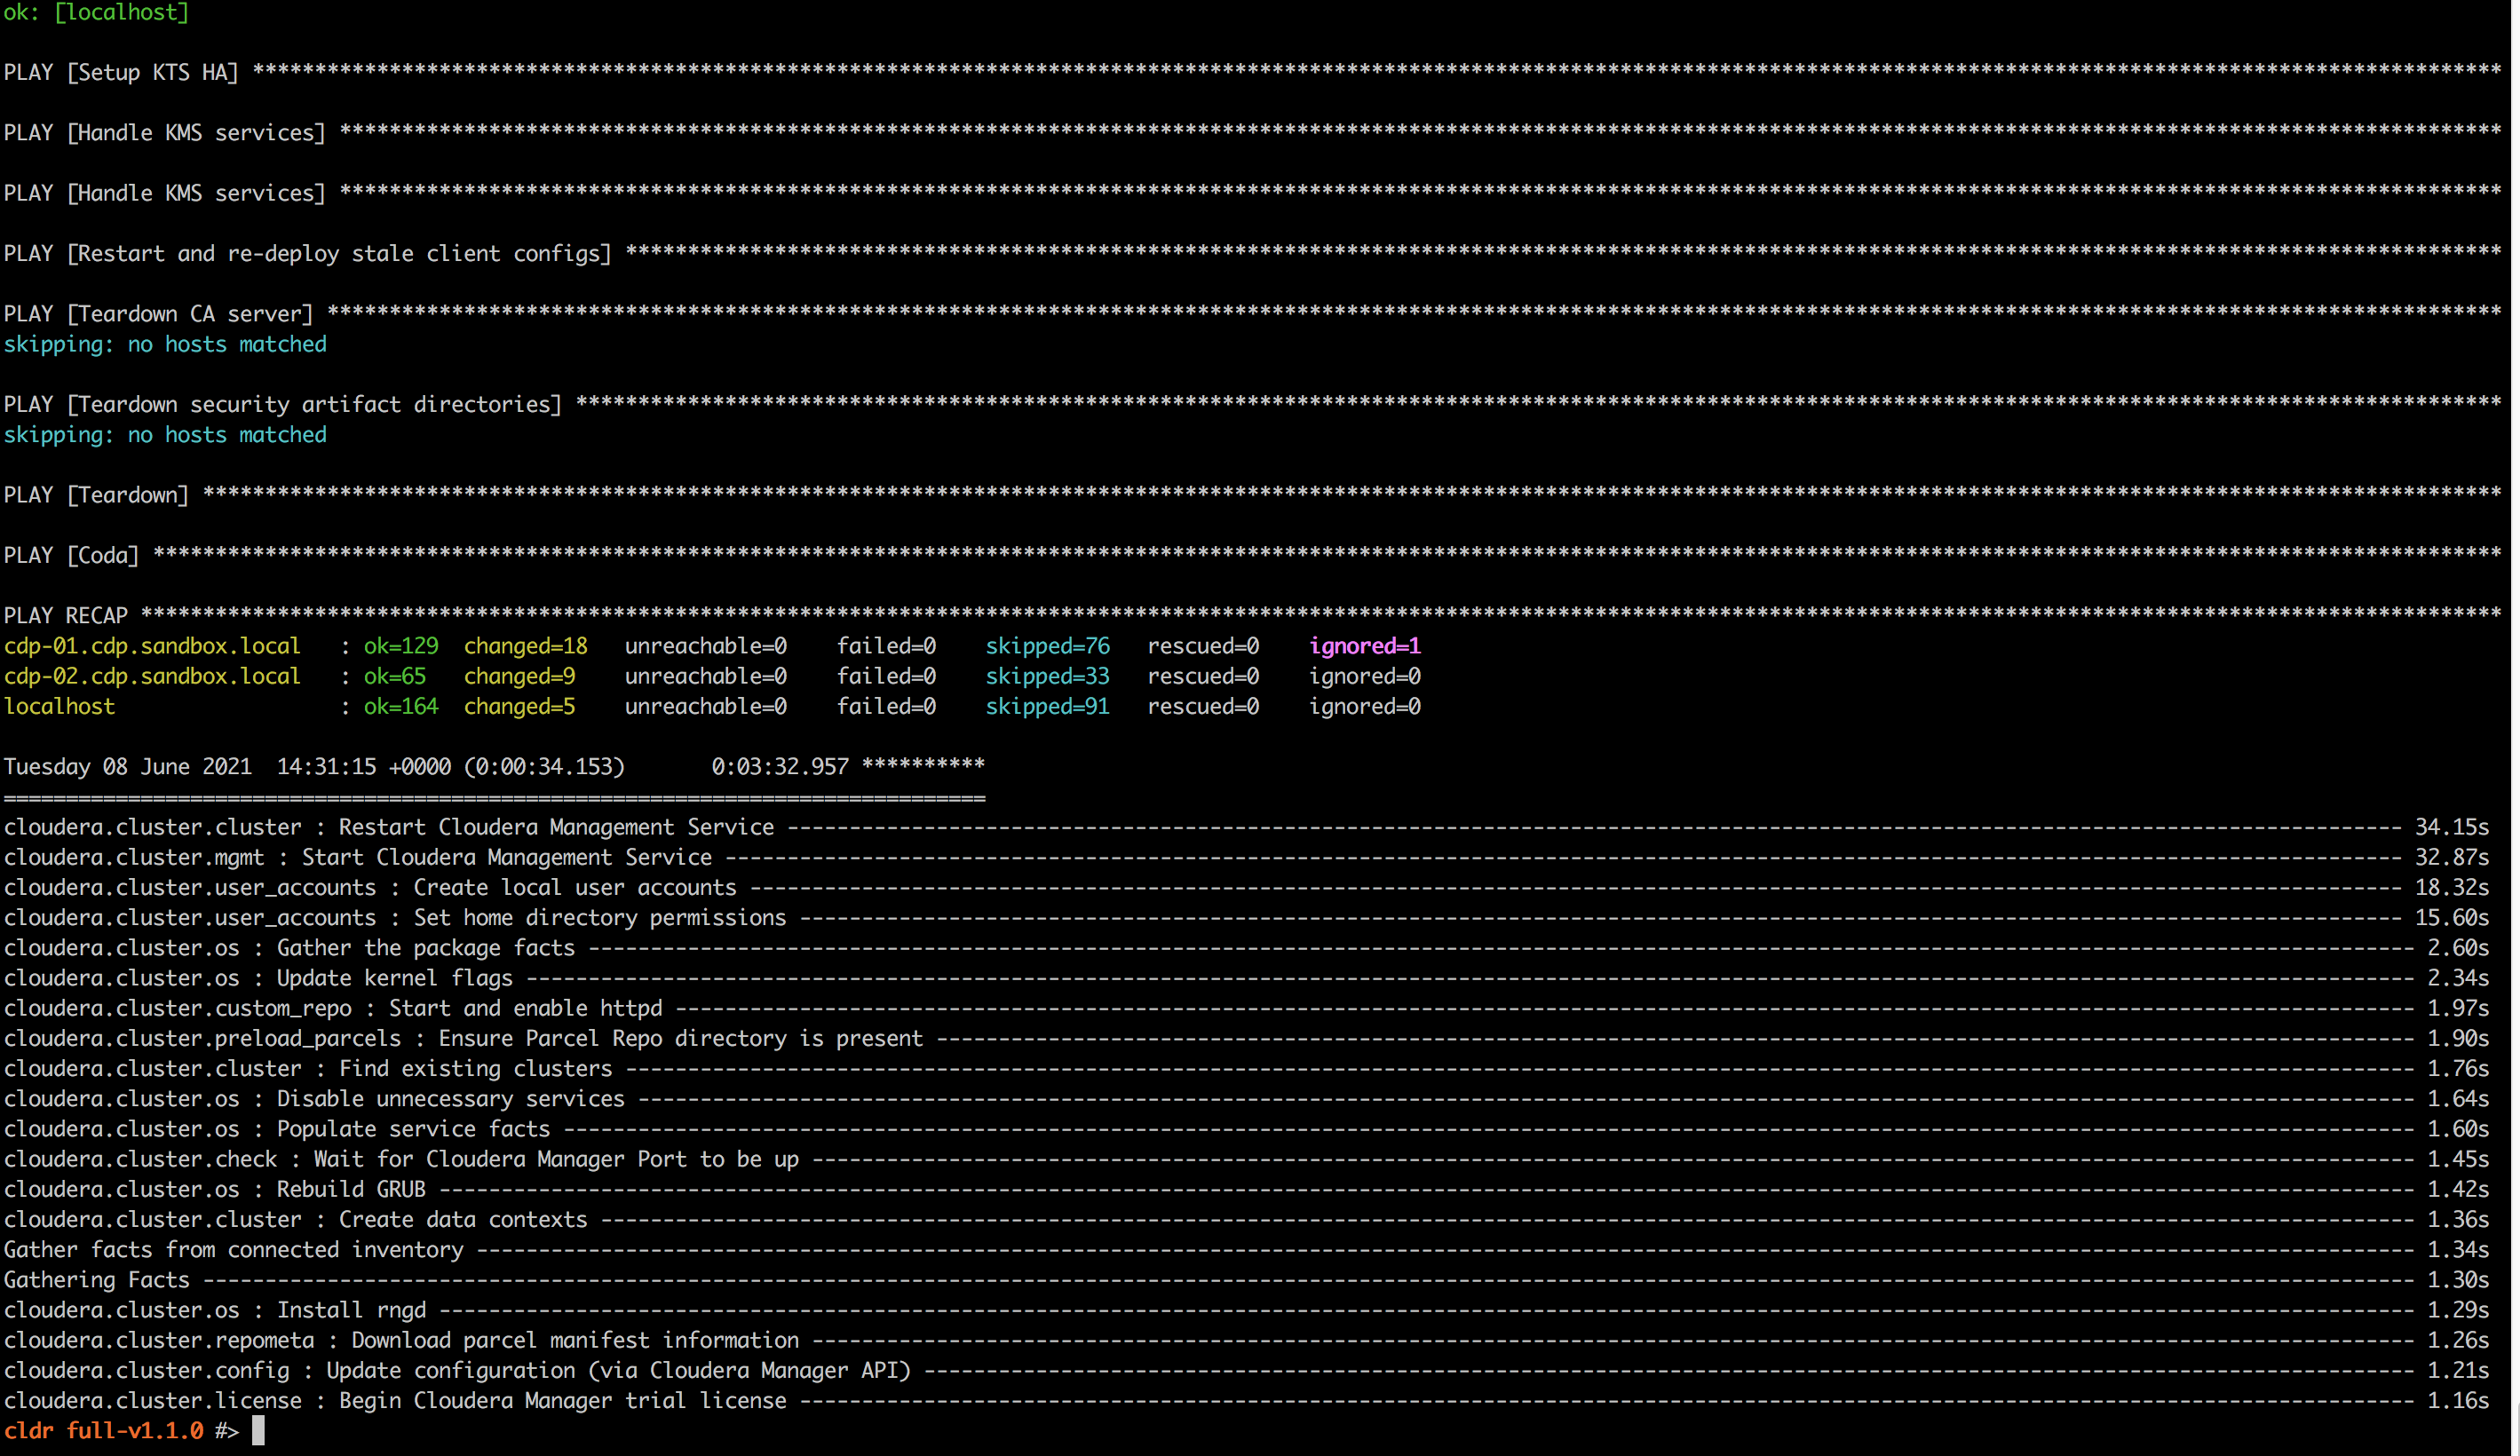 ok: [localhost]
PLAY [Setup KTS HA] ************************************************************************************************************************************************************************************
PLAY [Handle KMS services] *****************************************************************************************************************************************************************************
PLAY [Handle KMS services] *****************************************************************************************************************************************************************************
PLAY [Restart and re-deploy stale client configs] ******************************************************************************************************************************************************
PLAY [Teardown CA server] ******************************************************************************************************************************************************************************
skipping: no hosts matched
PLAY [Teardown security artifact directories] **********************************************************************************************************************************************************
skipping: no hosts matched
PLAY [Teardown] ****************************************************************************************************************************************************************************************
PLAY [Coda] ********************************************************************************************************************************************************************************************
PLAY RECAP *********************************************************************************************************************************************************************************************
cdp-01.cdp.sandbox.local   : ok=129  changed=18   unreachable=0    failed=0    skipped=76   rescued=0    ignored=1
cdp-02.cdp.sandbox.local   : ok=65   changed=9    unreachable=0    failed=0    skipped=33   rescued=0    ignored=0
localhost                  : ok=164  changed=5    unreachable=0    failed=0    skipped=91   rescued=0    ignored=0
Tuesday 08 June 2021  14:31:15 +0000 (0:00:34.153)       0:03:32.957 **********
===============================================================================
cloudera.cluster.cluster : Restart Cloudera Management Service ---------------------------------------------------------------------------------------------------------------------------------- 34.15s
cloudera.cluster.mgmt : Start Cloudera Management Service --------------------------------------------------------------------------------------------------------------------------------------- 32.87s
cloudera.cluster.user_accounts : Create local user accounts ------------------------------------------------------------------------------------------------------------------------------------- 18.32s
cloudera.cluster.user_accounts : Set home directory permissions --------------------------------------------------------------------------------------------------------------------------------- 15.60s
cloudera.cluster.os : Gather the package facts --------------------------------------------------------------------------------------------------------------------------------------------------- 2.60s
cloudera.cluster.os : Update kernel flags -------------------------------------------------------------------------------------------------------------------------------------------------------- 2.34s
cloudera.cluster.custom_repo : Start and enable httpd -------------------------------------------------------------------------------------------------------------------------------------------- 1.97s
cloudera.cluster.preload_parcels : Ensure Parcel Repo directory is present ----------------------------------------------------------------------------------------------------------------------- 1.90s
cloudera.cluster.cluster : Find existing clusters ------------------------------------------------------------------------------------------------------------------------------------------------ 1.76s
cloudera.cluster.os : Disable unnecessary services ----------------------------------------------------------------------------------------------------------------------------------------------- 1.64s
cloudera.cluster.os : Populate service facts ----------------------------------------------------------------------------------------------------------------------------------------------------- 1.60s
cloudera.cluster.check : Wait for Cloudera Manager Port to be up --------------------------------------------------------------------------------------------------------------------------------- 1.45s
cloudera.cluster.os : Rebuild GRUB --------------------------------------------------------------------------------------------------------------------------------------------------------------- 1.42s
cloudera.cluster.cluster : Create data contexts -------------------------------------------------------------------------------------------------------------------------------------------------- 1.36s
Gather facts from connected inventory ------------------------------------------------------------------------------------------------------------------------------------------------------------ 1.34s
Gathering Facts ---------------------------------------------------------------------------------------------------------------------------------------------------------------------------------- 1.30s
cloudera.cluster.os : Install rngd --------------------------------------------------------------------------------------------------------------------------------------------------------------- 1.29s
cloudera.cluster.repometa : Download parcel manifest information --------------------------------------------------------------------------------------------------------------------------------- 1.26s
cloudera.cluster.config : Update configuration (via Cloudera Manager API) ------------------------------------------------------------------------------------------------------------------------ 1.21s
cloudera.cluster.license : Begin Cloudera Manager trial license ---------------------------------------------------------------------------------------------------------------------------------- 1.16s
cldr full-v1.1.0 #>